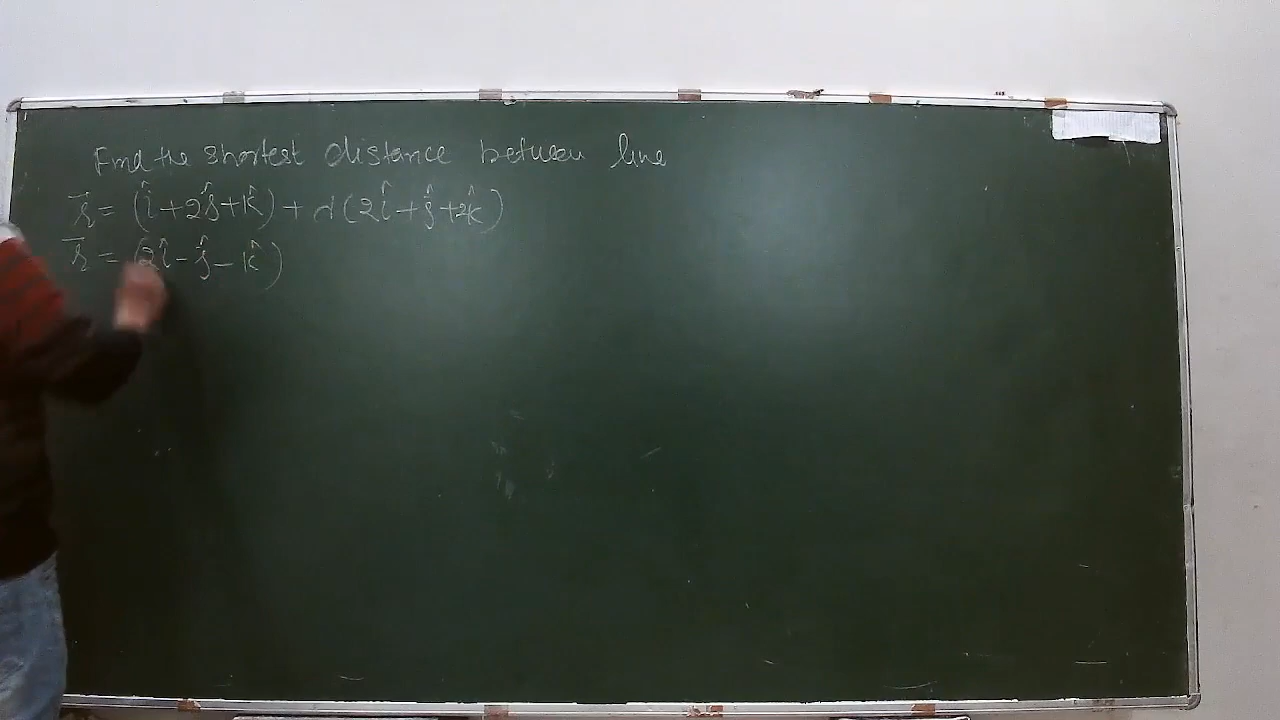 Find the shortest distance between line
r̄ = (î + 2ĵ + k̂) + λ(2î + ĵ + 2k̂)
r̄ = (2î - ĵ - k̂)